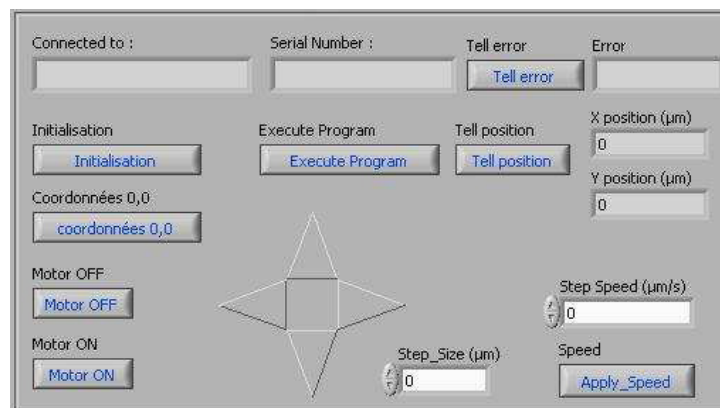 Connected to :
Serial Number :
Tell error
Error
Tell error
Initialisation
Execute Program
Tell position
X position (µm)
Initialisation
Execute Program
Tell position
0
Y position (µm)
0
Coordonnées 0,0
coordonnées 0,0
Motor OFF
Motor OFF
Step Speed (µm/s)
0
Motor ON
Motor ON
Step_Size (µm)
0
Speed
Apply_Speed